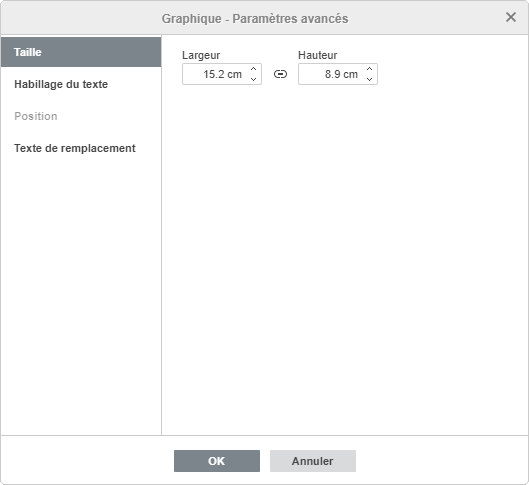 Graphique - Paramètres avancés
Taille
Habillage du texte
Position
Texte de remplacement
Largeur
Hauteur
15.2 cm
8.9 cm
OK
Annuler